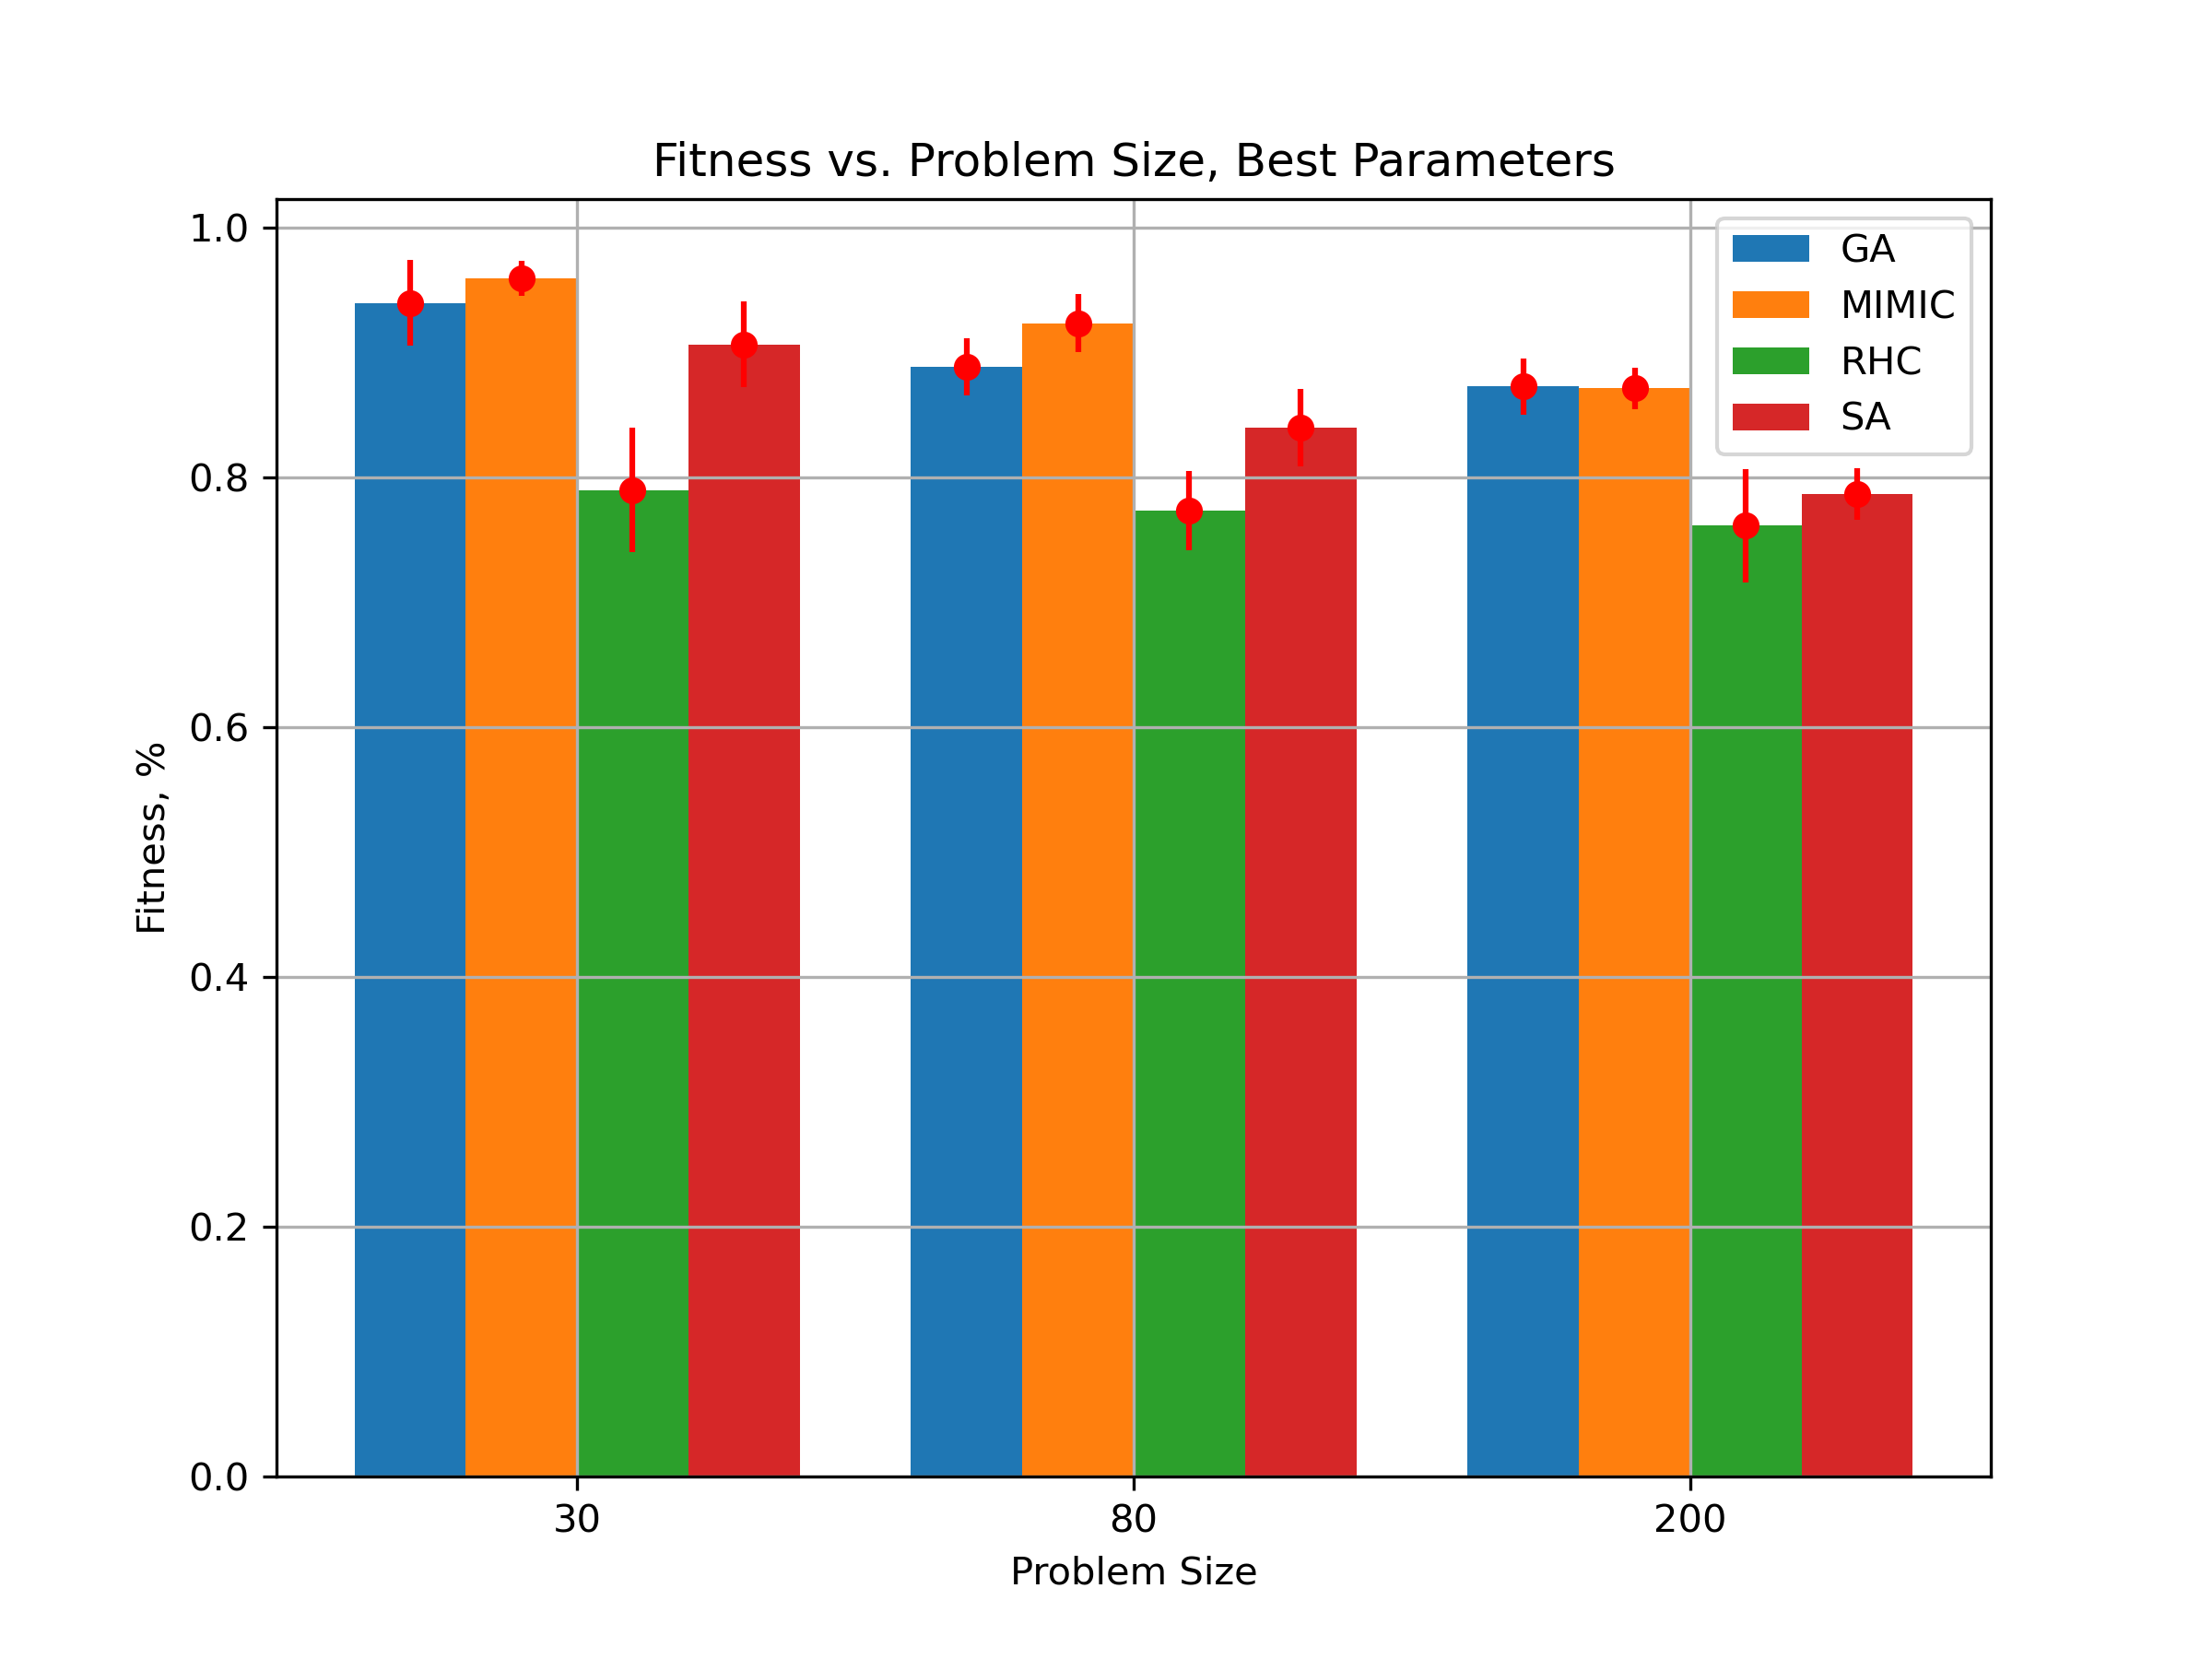 Fitness vs. Problem Size, Best Parameters
1.0
0.8
0.6
0.4
0.2
0.0
Fitness, %
GA
MIMIC
RHC
SA
30
80
200
Problem Size